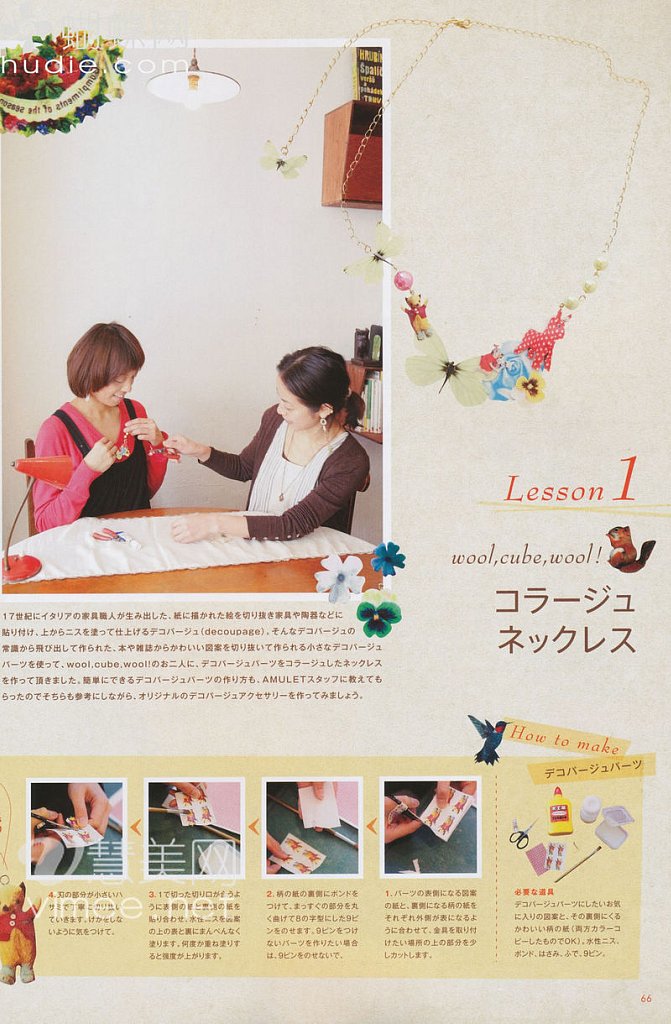 hudie.com
compliments of the season
HRUBÍN
Špalíček
Lesson 1
wool,cube,wool!
コラージュ
ネックレス
17世紀にイタリアの家具職人が生み出した、紙に描かれた絵を切り抜き家具や陶器などに
貼り付け、上からニスを塗って仕上げるデコパージュ(decoupage)。そんなデコパージュの
常識から飛び出して作られた、本や雑誌からかわいい図案を切り抜いて作られる小さなデコパージュ
パーツを使って、wool,cube,wool!のお二人に、デコパージュパーツをコラージュしたネックレス
を作って頂きました。簡単にできるデコパージュパーツの作り方も、AMULETスタッフに教えても
らったのでそちらも参考にしながら、オリジナルのデコパージュアクセサリーを作ってみましょう。
How to make
デコパージュパーツ
必要な道具
デコパージュパーツにしたいお気
に入りの図案と、その裏側にくる
かわいい柄の紙(両方カラーコ
ピーしたものでOK)。水性ニス、
ボンド、はさみ、ふで、9ピン。
1. パーツの表側になる図案
の紙と、裏側になる柄の紙を
それぞれ外側が表になるよう
に合わせて、金具を取り付
けたい場所の上の部分を少
しカットします。
2. 柄の紙の裏側にボンドを
つけて、まっすぐの部分を丸
く曲げて8の字型にした9ピ
ンをのせます。9ピンをつけ
ないパーツを作りたい場合
は、9ピンをのせないで、
3. 1で切った切り口が合うよう
に表側の
貼り合わせ、水性ニスを図案
の上の表と裏にまんべんなく
塗ります。何度か重ね塗りす
ると強度が上がります。
4. 刃の部分が小さいハ
いきます。けがをしな
いように気をつけて。
慧美网
yimee.net
66